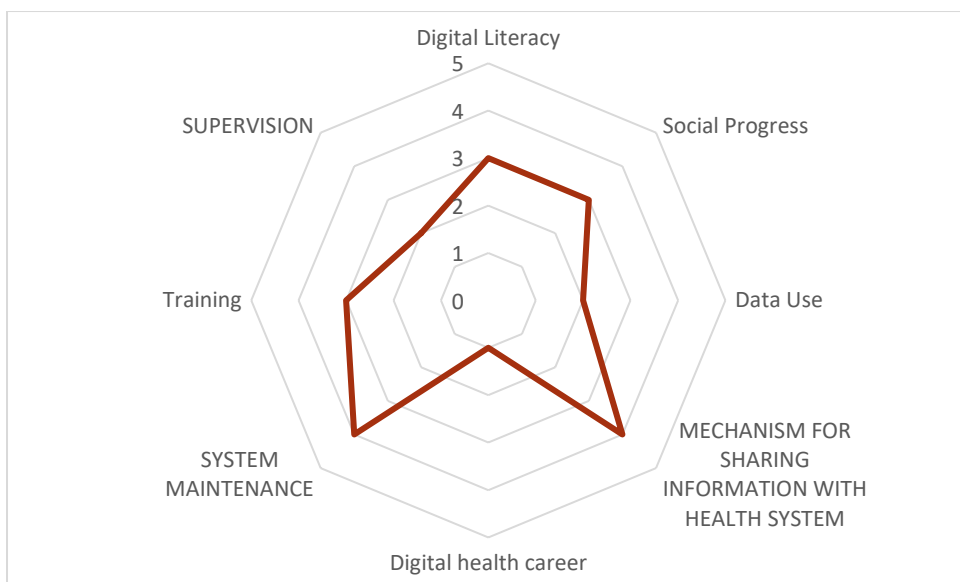 Digital Literacy
5
4
3
2
1
0
SUPERVISION
Social Progress
Training
Data Use
SYSTEM
MAINTENANCE
MECHANISM FOR
SHARING
INFORMATION WITH
HEALTH SYSTEM
Digital health career